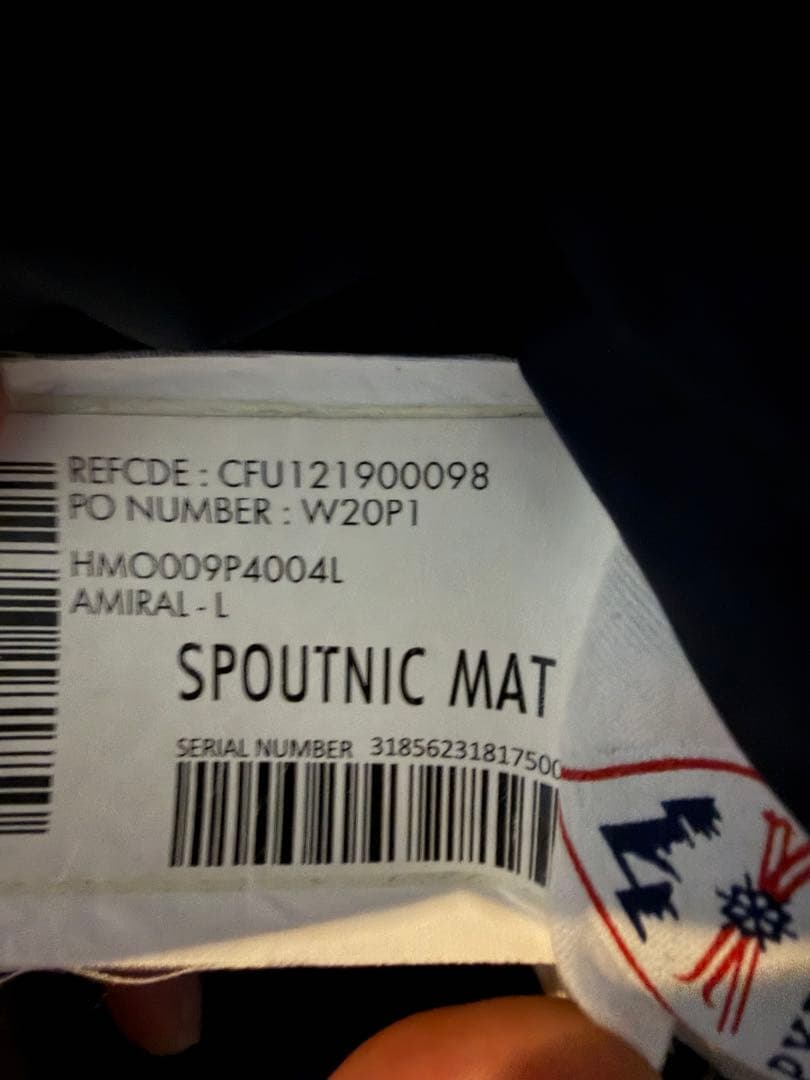 REFCDE : CFU121900098
PO NUMBER : W20P1
HMO009P4004L
AMIRAL - L
SPOUTNIC MAT
SERIAL NUMBER 31856231817500